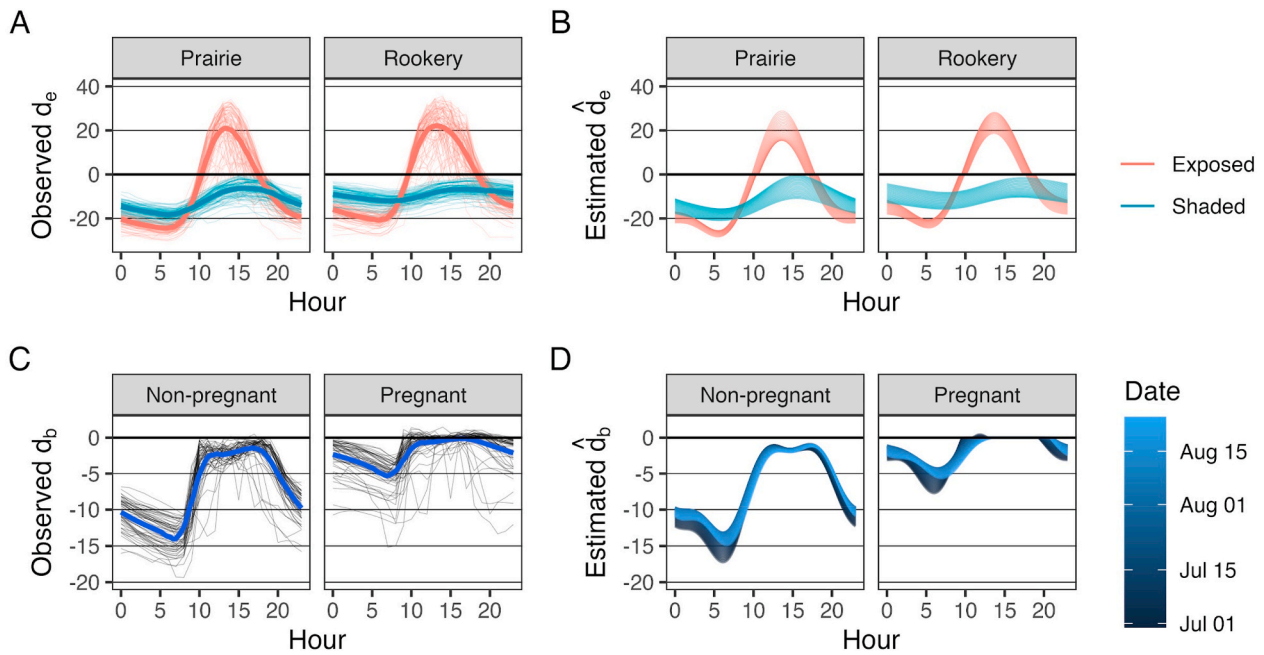 A
Prairie
Rookery
Observed d_e
40
20
0
-20
0 5 10 15 20
0 5 10 15 20
Hour
B
Prairie
Rookery
Estimated d̂_e
40
20
0
-20
0 5 10 15 20
0 5 10 15 20
Hour
Exposed
Shaded
C
Non-pregnant
Pregnant
Observed d_b
0
-5
-10
-15
-20
0 5 10 15 20
0 5 10 15 20
Hour
D
Non-pregnant
Pregnant
Estimated d̂_b
0
-5
-10
-15
-20
0 5 10 15 20
0 5 10 15 20
Hour
Date
Aug 15
Aug 01
Jul 15
Jul 01